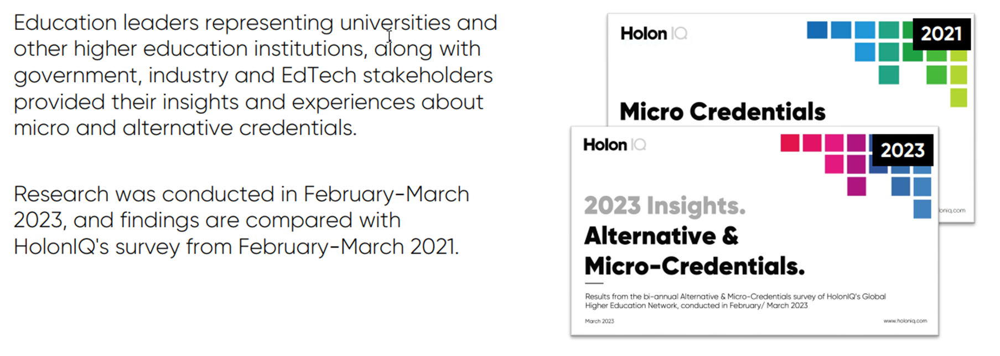 Education leaders representing universities and
other higher education institutions, along with
government, industry and EdTech stakeholders
provided their insights and experiences about
micro and alternative credentials.
Research was conducted in February-March
2023, and findings are compared with
HolonIQ's survey from February-March 2021.
Holon IQ
2021
Micro Credentials
Holon IQ
2023
2023 Insights.
Alternative &
Micro-Credentials.
Results from the bi-annual Alternative & Micro-Credentials survey of HolonIQ's Global
Higher Education Network, conducted in February/ March 2023
March 2023
www.holoniq.com